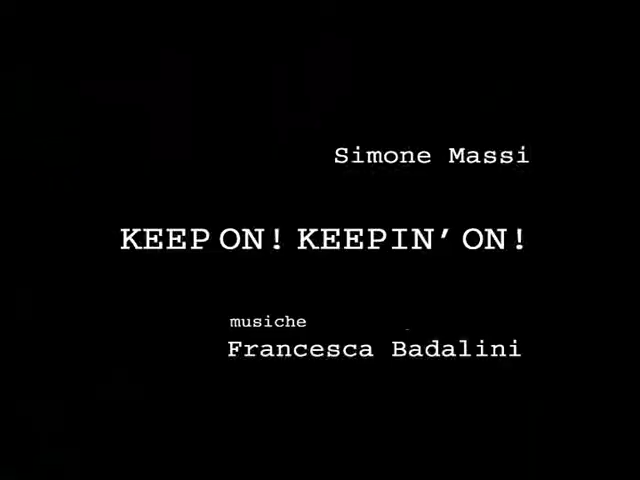 Simone Massi
KEEP ON! KEEPIN' ON!
musiche
Francesca Badalini